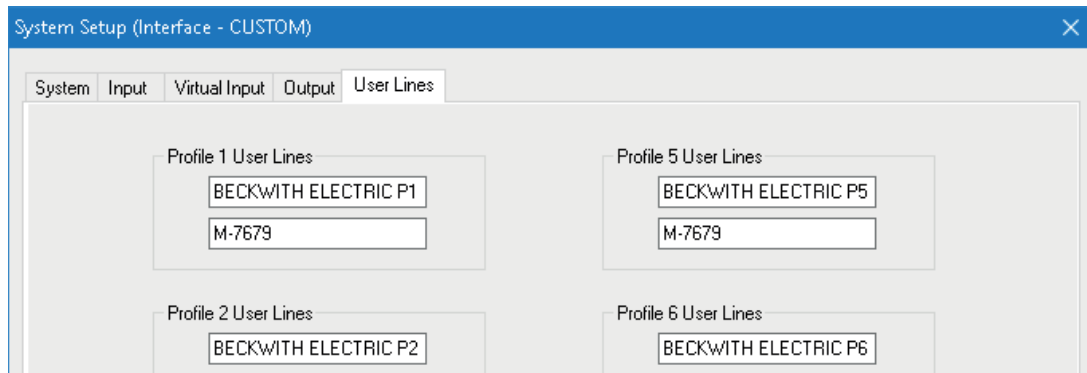 System Setup (Interface - CUSTOM)
System Input Virtual Input Output User Lines
Profile 1 User Lines
BECKWITH ELECTRIC P1
M-7679
Profile 5 User Lines
BECKWITH ELECTRIC P5
M-7679
Profile 2 User Lines
BECKWITH ELECTRIC P2
Profile 6 User Lines
BECKWITH ELECTRIC P6